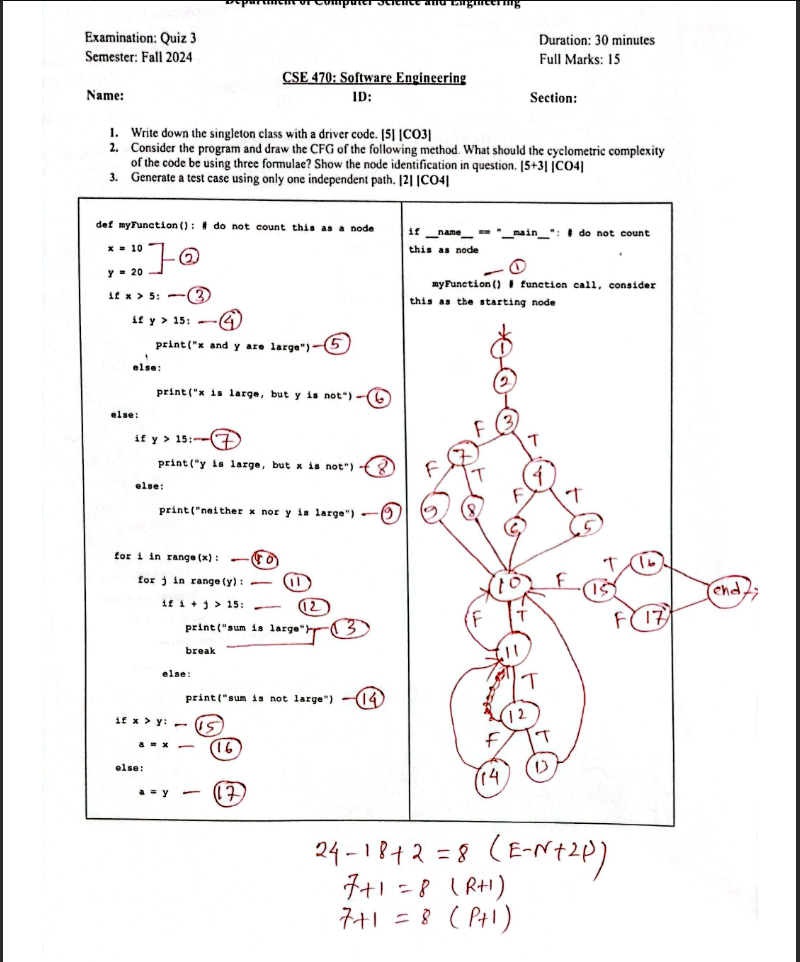 Department of Computer Science and Engineering
Examination: Quiz 3
Duration: 30 minutes
Semester: Fall 2024
Full Marks: 15
CSE 470: Software Engineering
Name:
ID:
Section:
1. Write down the singleton class with a driver code. [5] [CO3]
2. Consider the program and draw the CFG of the following method. What should the cyclometric complexity
of the code be using three formulae? Show the node identification in question. [5+3] [CO4]
3. Generate a test case using only one independent path. [2] [CO4]
def myFunction(): # do not count this as a node
x = 10
2
y = 20
if x > 5: 3
if y > 15: 4
print("x and y are large") 5
else:
print("x is large, but y is not") 6
else:
if y > 15: 7
print("y is large, but x is not") 8
else:
print("neither x nor y is large") 9
for i in range(x): 10
for j in range(y): 11
if i + j > 15: 12
print("sum is large") 13
break
else:
print("sum is not large") 14
if x > y: 15
a = x 16
else:
a = y 17
if __name__ == "__main__": # do not count
this as node
1
myFunction() # function call, consider
this as the starting node
1
2
3
F T
7 4
F T F T
9 8 6 5
10 F 15 T 16 end
F 17
F T
11
T
12
F T
14 13
24-18+2 = 8 (E-N+2P)
7+1 = 8 (R+1)
7+1 = 8 (P+1)